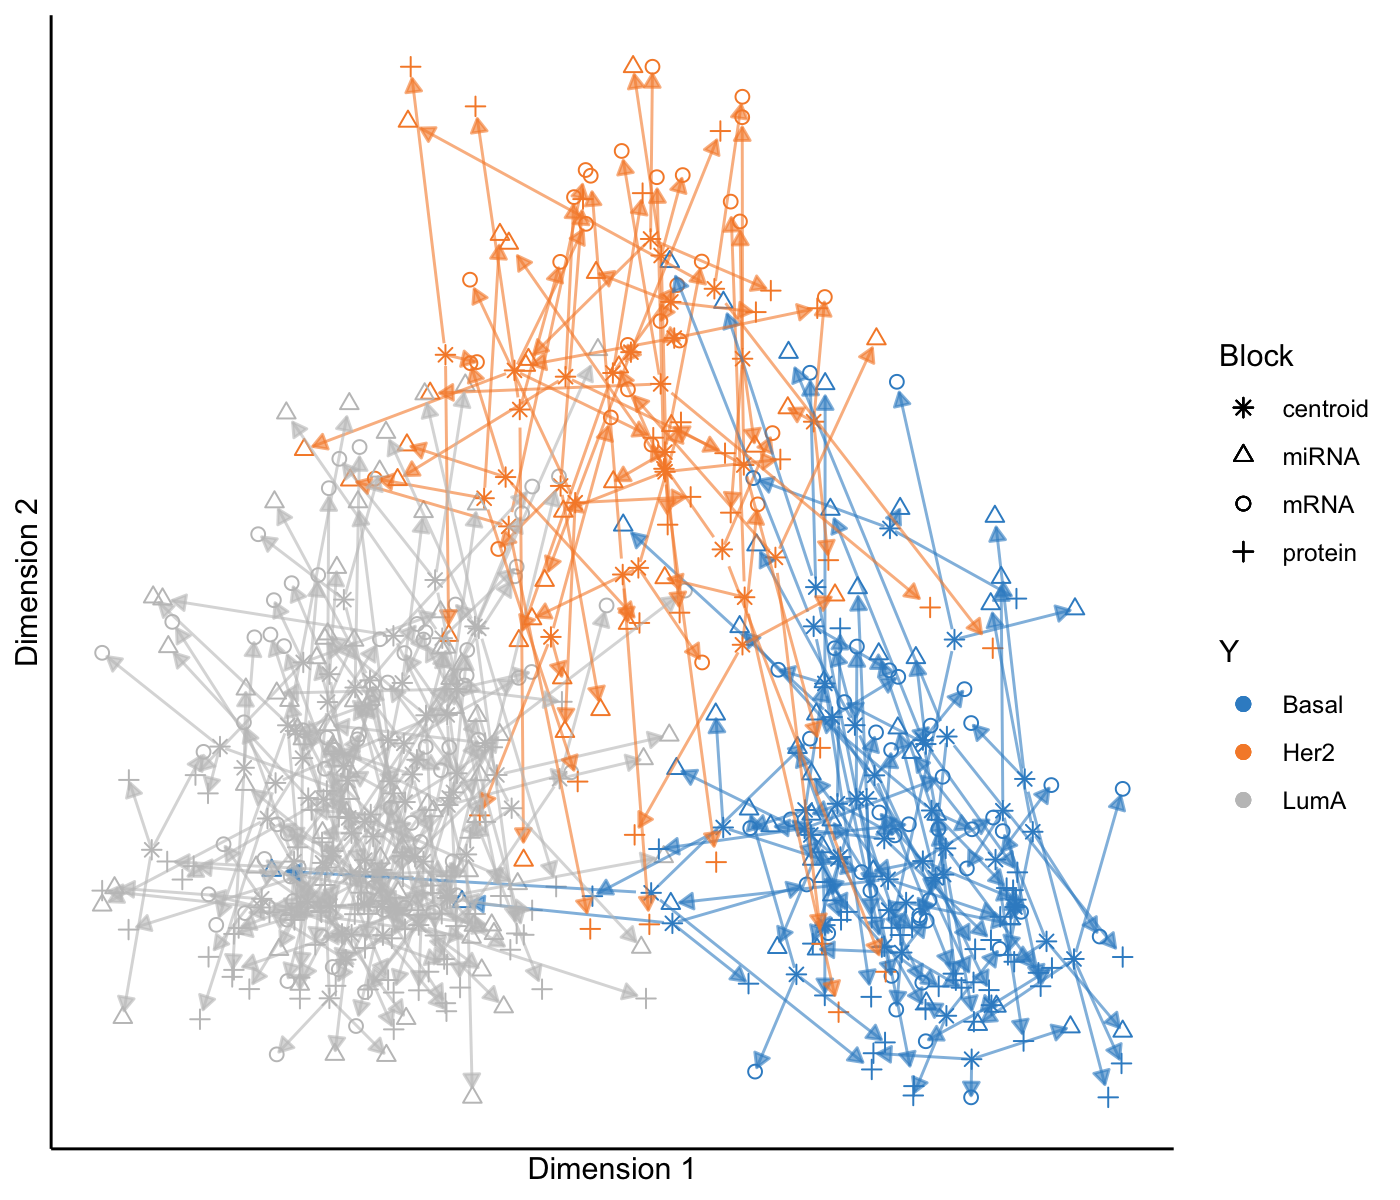 Dimension 2
Dimension 1
Block
centroid
miRNA
mRNA
protein
Y
Basal
Her2
LumA